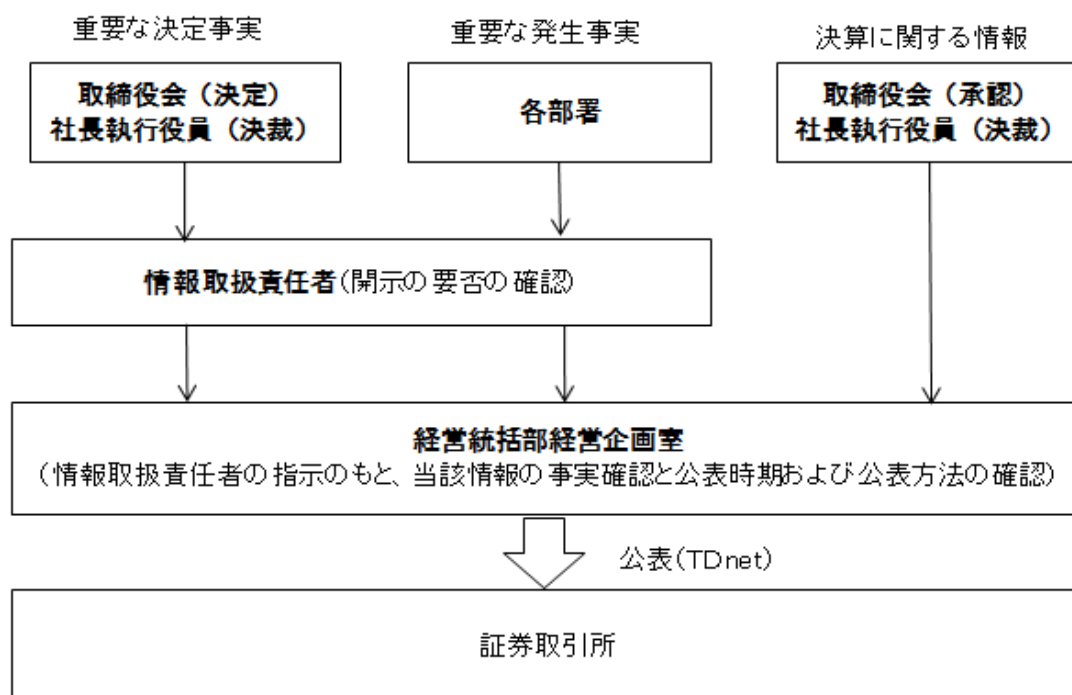 重要な決定事実
重要な発生事実
決算に関する情報
取締役会（決定）
社長執行役員（決裁）
各部署
取締役会（承認）
社長執行役員（決裁）
情報取扱責任者(開示の要否の確認)
経営統括部経営企画室
(情報取扱責任者の指示のもと、当該情報の事実確認と公表時期および公表方法の確認)
公表(TDnet)
証券取引所